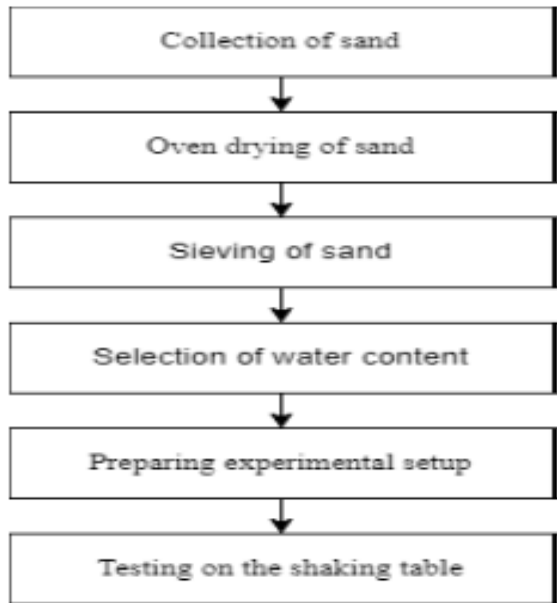 Collection of sand
Oven drying of sand
Sieving of sand
Selection of water content
Preparing experimental setup
Testing on the shaking table